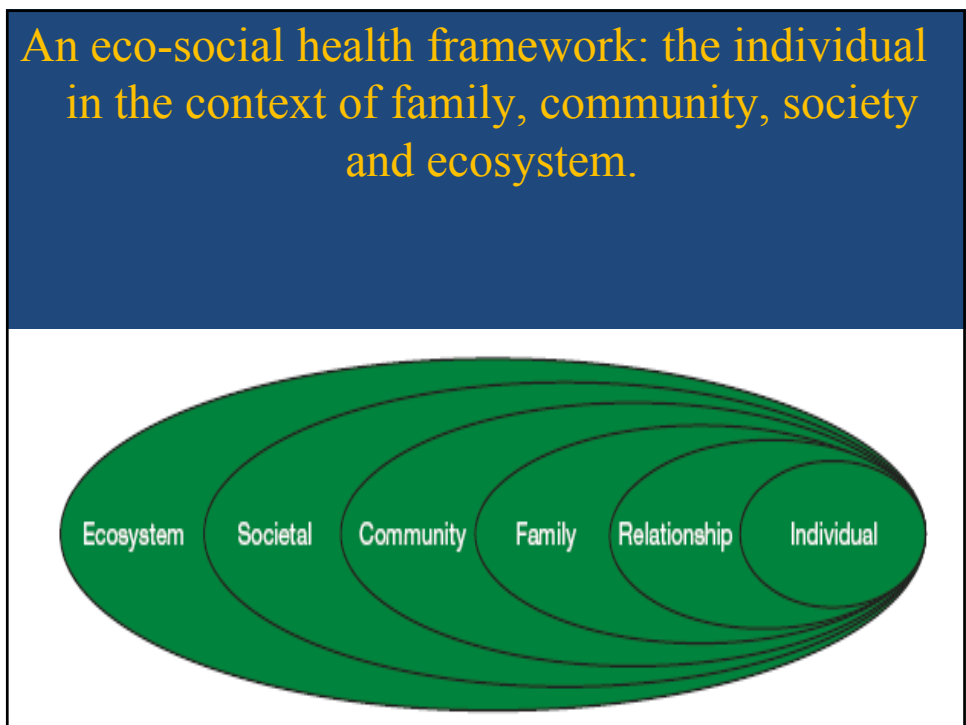 An eco-social health framework: the individual
in the context of family, community, society
and ecosystem.
Ecosystem Societal Community Family Relationship Individual